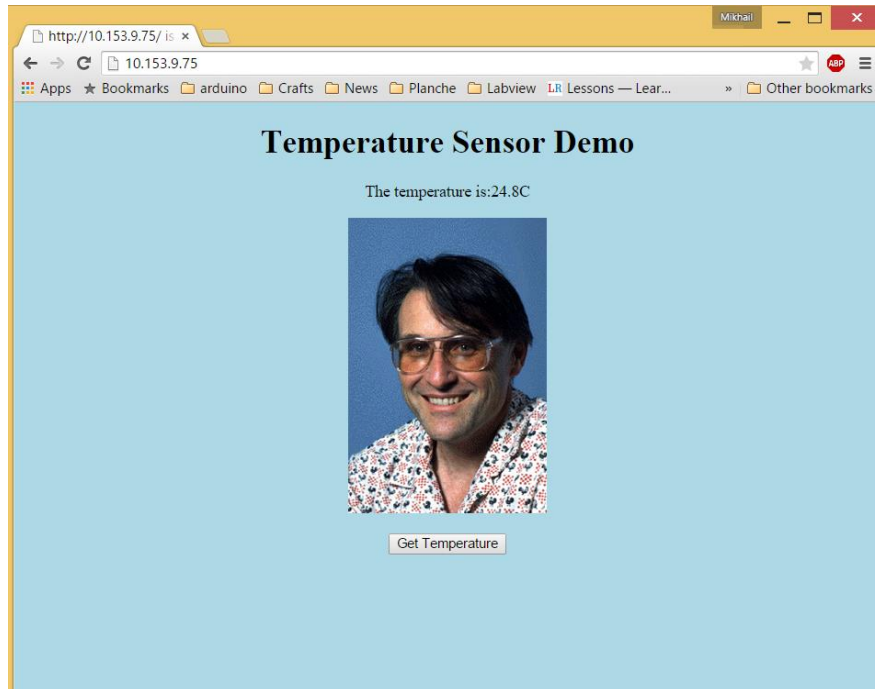 Mikhail
http://10.153.9.75/ is
10.153.9.75
ABP
Apps Bookmarks arduino Crafts News Planche Labview LR Lessons — Lear... » Other bookmarks
Temperature Sensor Demo
The temperature is:24.8C
Get Temperature